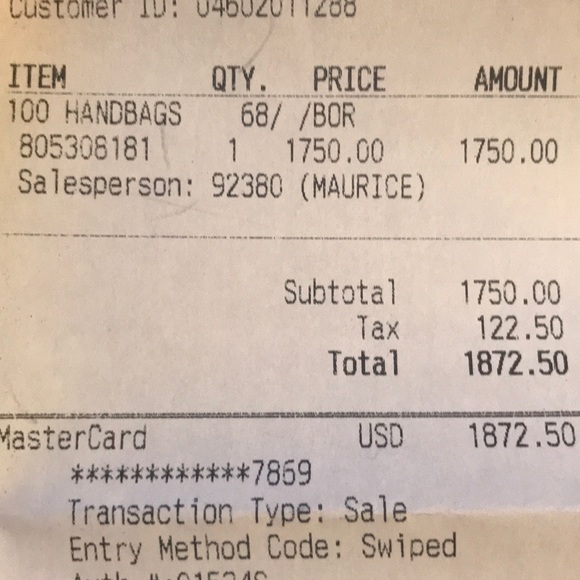 Customer ID: 04602011288
ITEM QTY. PRICE AMOUNT
100 HANDBAGS 68/ /BOR
805308181 1 1750.00 1750.00
Salesperson: 92380 (MAURICE)
Subtotal 1750.00
Tax 122.50
Total 1872.50
MasterCard USD 1872.50
************7869
Transaction Type: Sale
Entry Method Code: Swiped